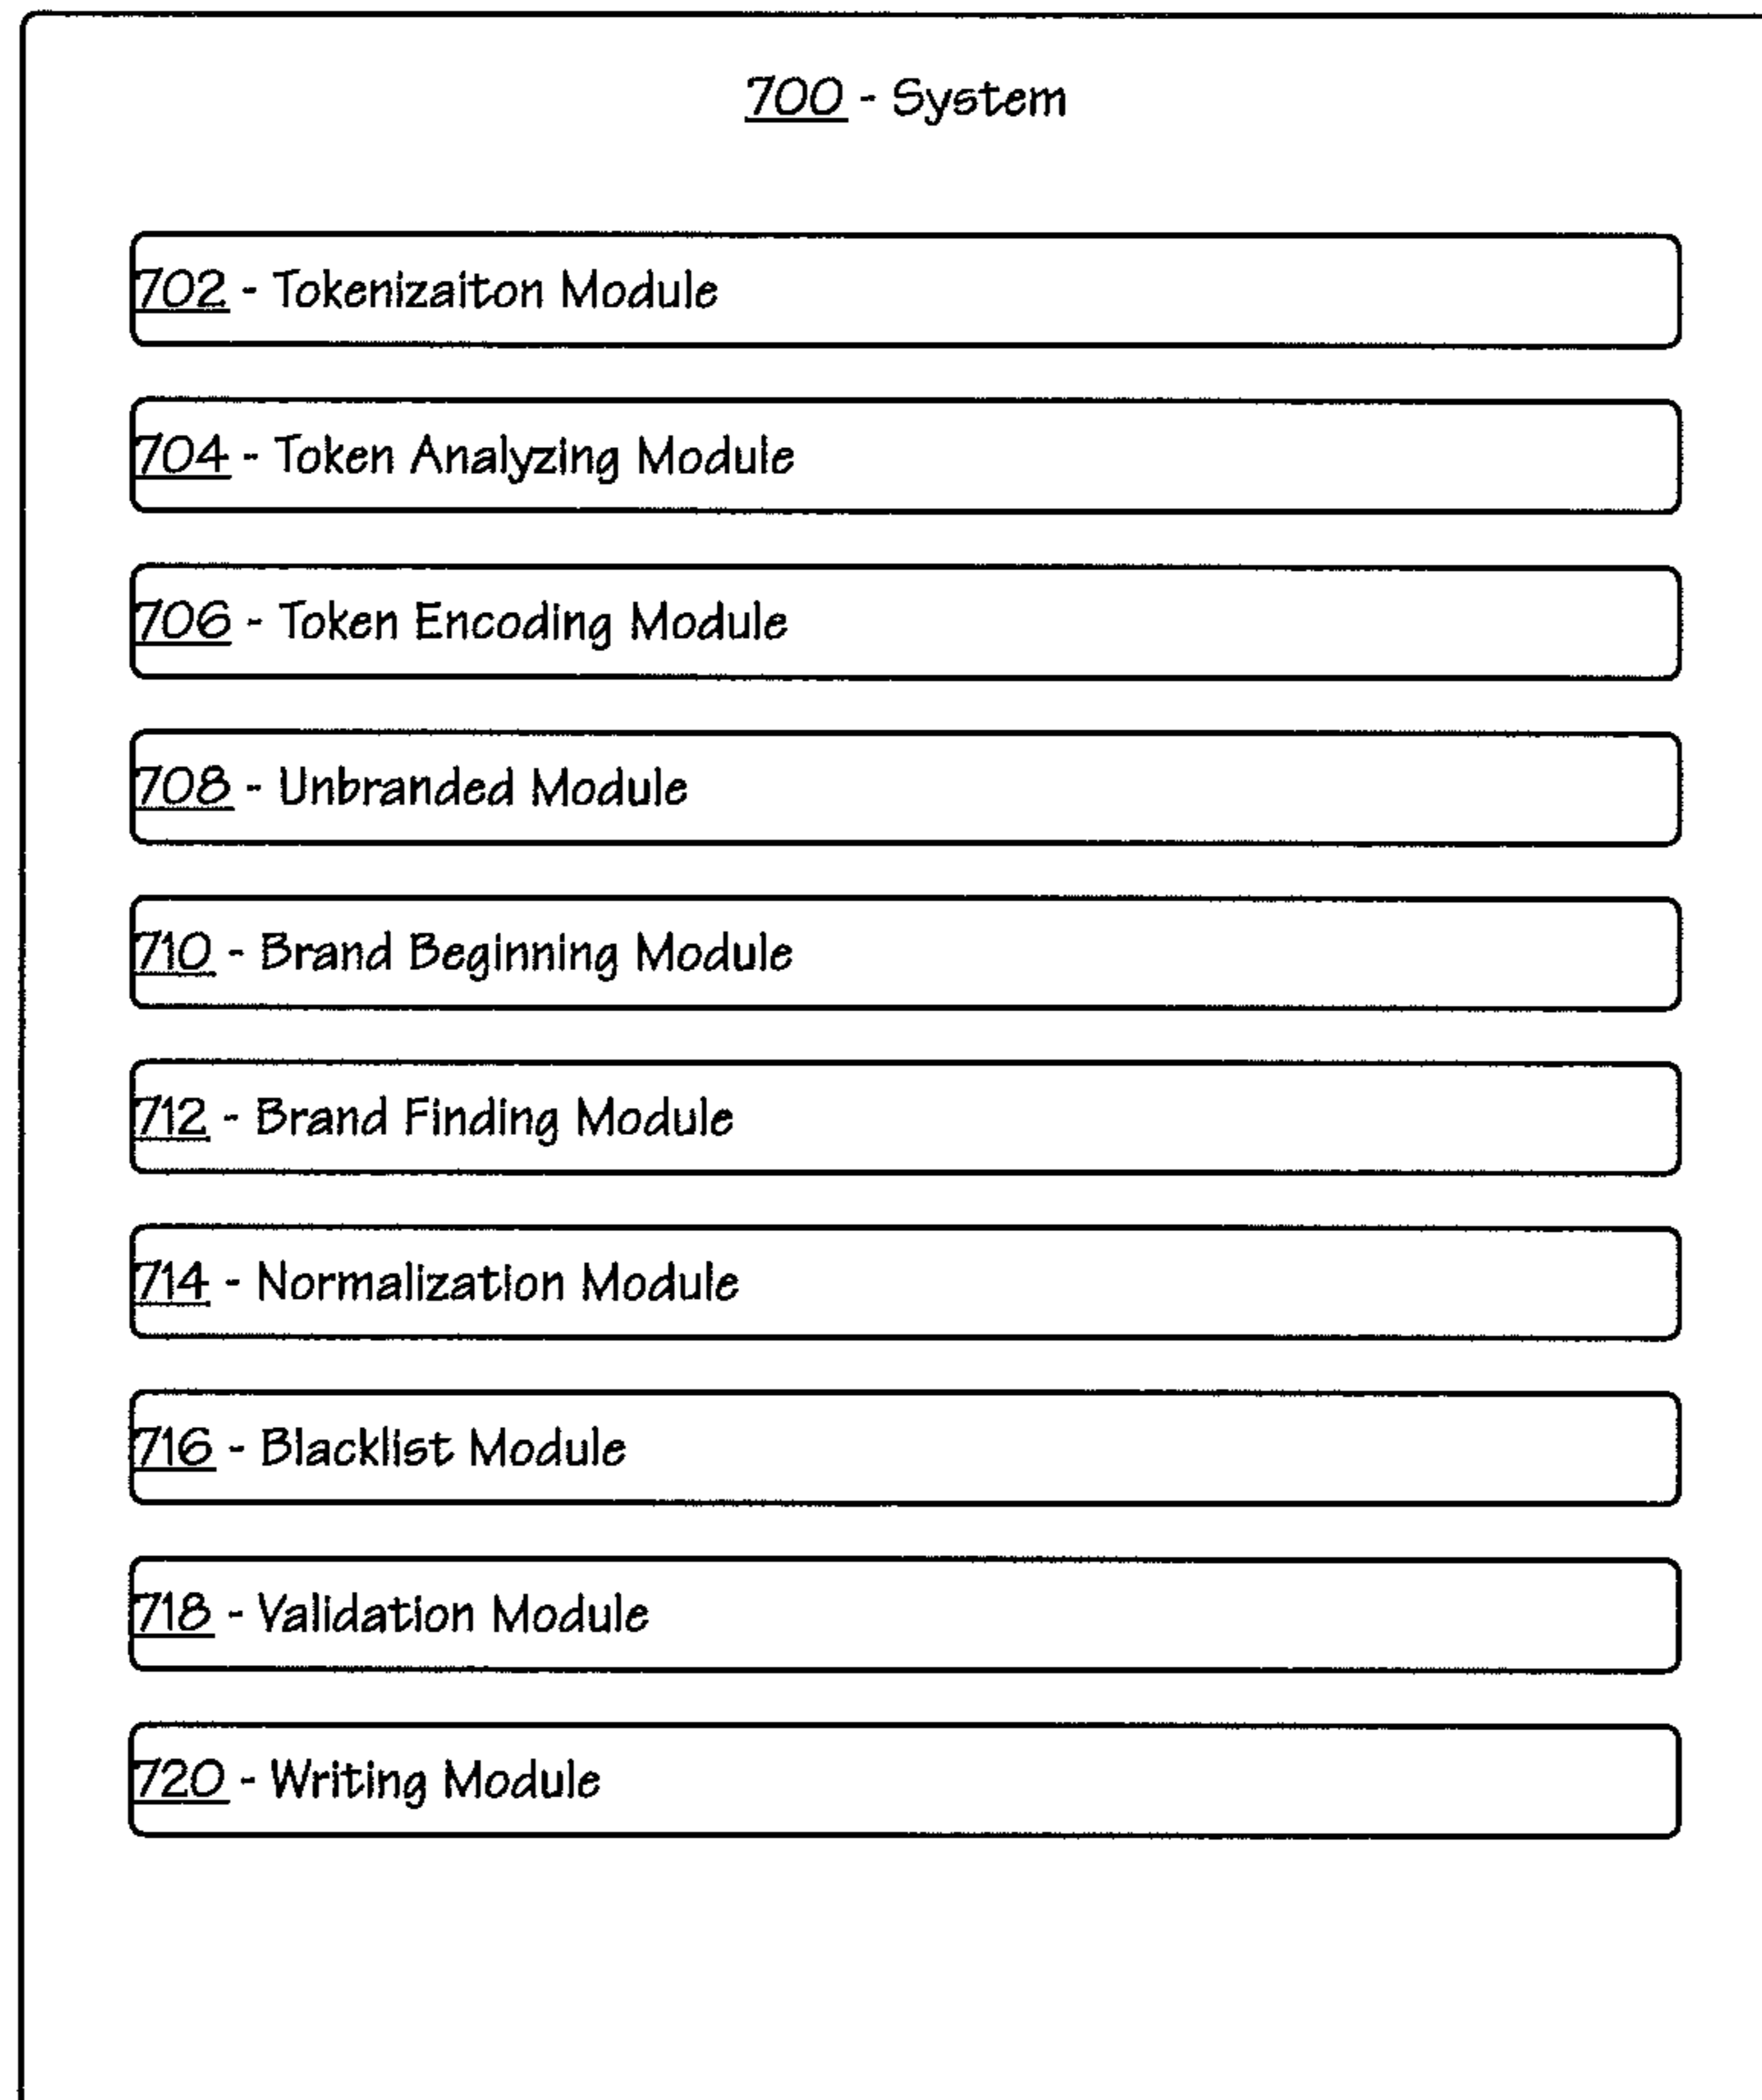 700 - System
702 - Tokenizaiton Module
704 - Token Analyzing Module
706 - Token Encoding Module
708 - Unbranded Module
710 - Brand Beginning Module
712 - Brand Finding Module
714 - Normalization Module
716 - Blacklist Module
718 - Validation Module
720 - Writing Module